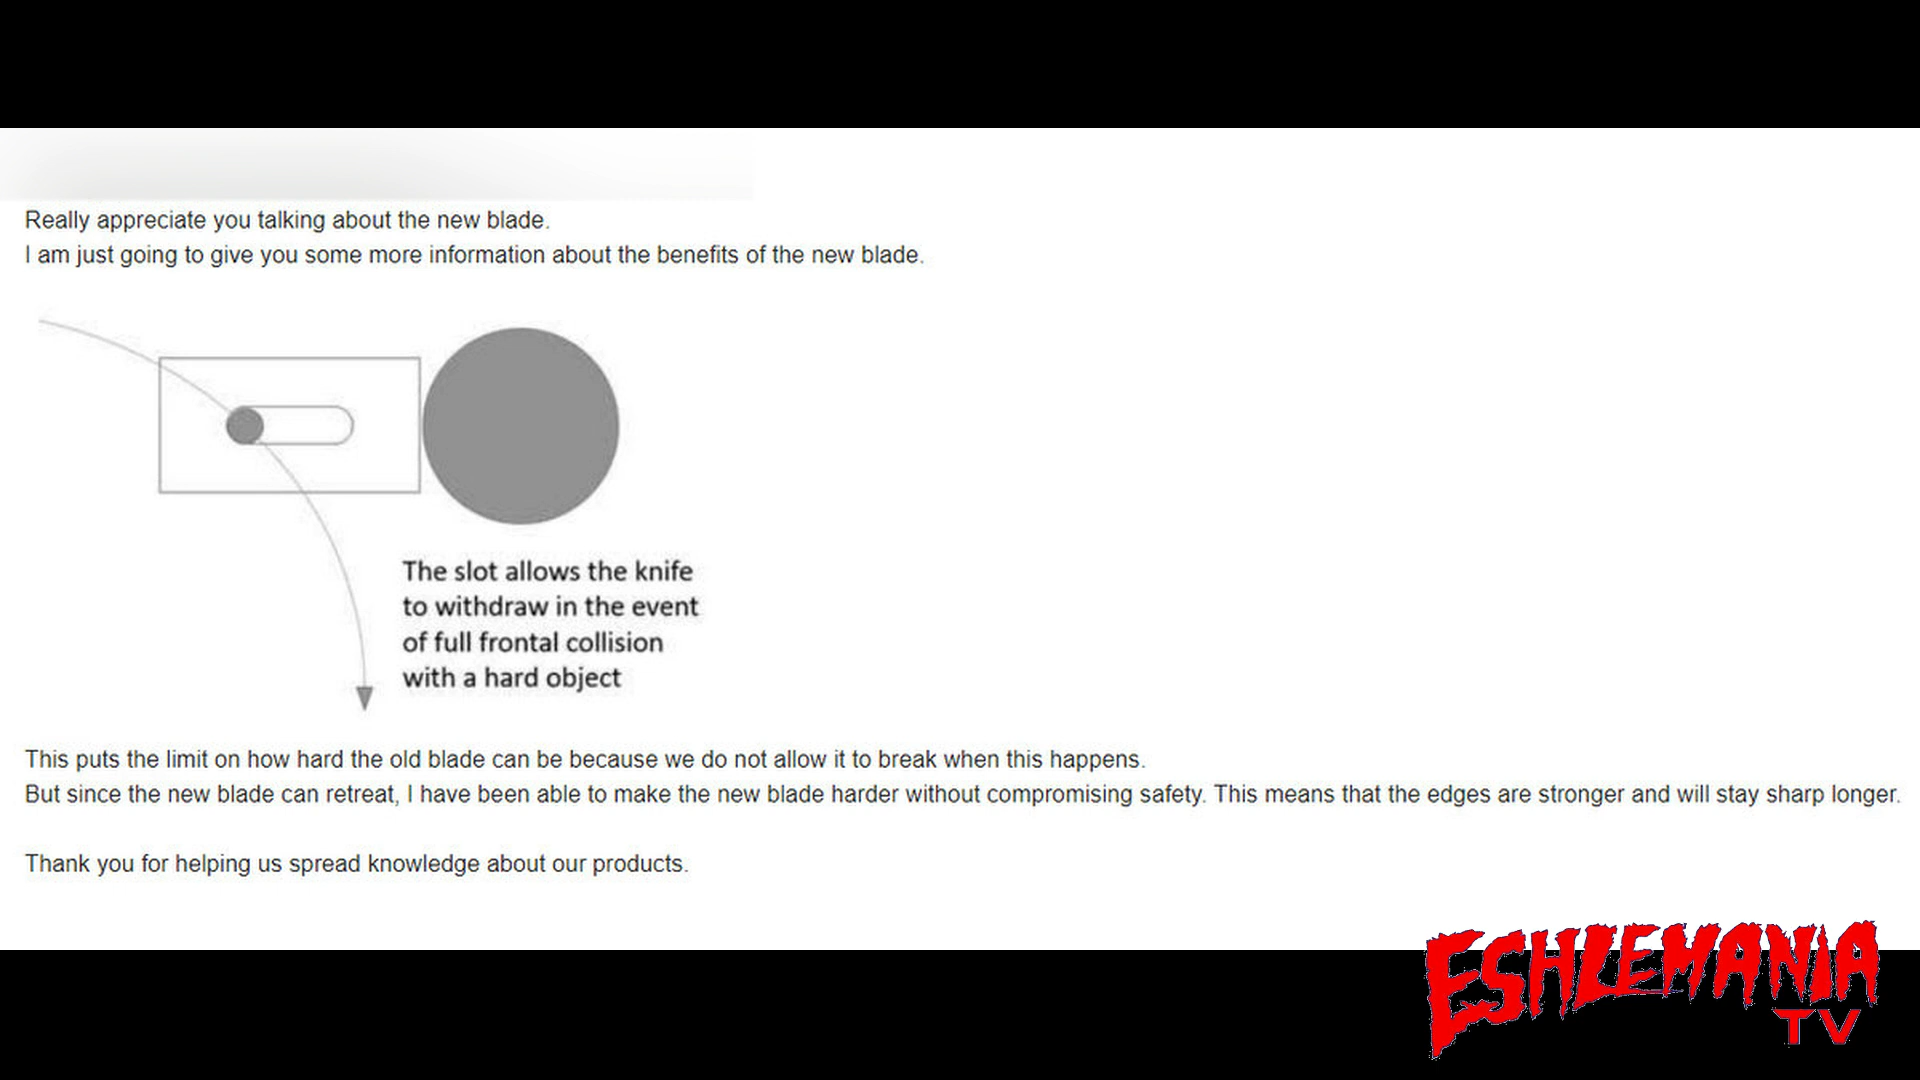 Really appreciate you talking about the new blade.
I am just going to give you some more information about the benefits of the new blade.
The slot allows the knife
to withdraw in the event
of full frontal collision
with a hard object
This puts the limit on how hard the old blade can be because we do not allow it to break when this happens.
But since the new blade can retreat, I have been able to make the new blade harder without compromising safety. This means that the edges are stronger and will stay sharp longer.
Thank you for helping us spread knowledge about our products.
ESHLEMANIA
TV